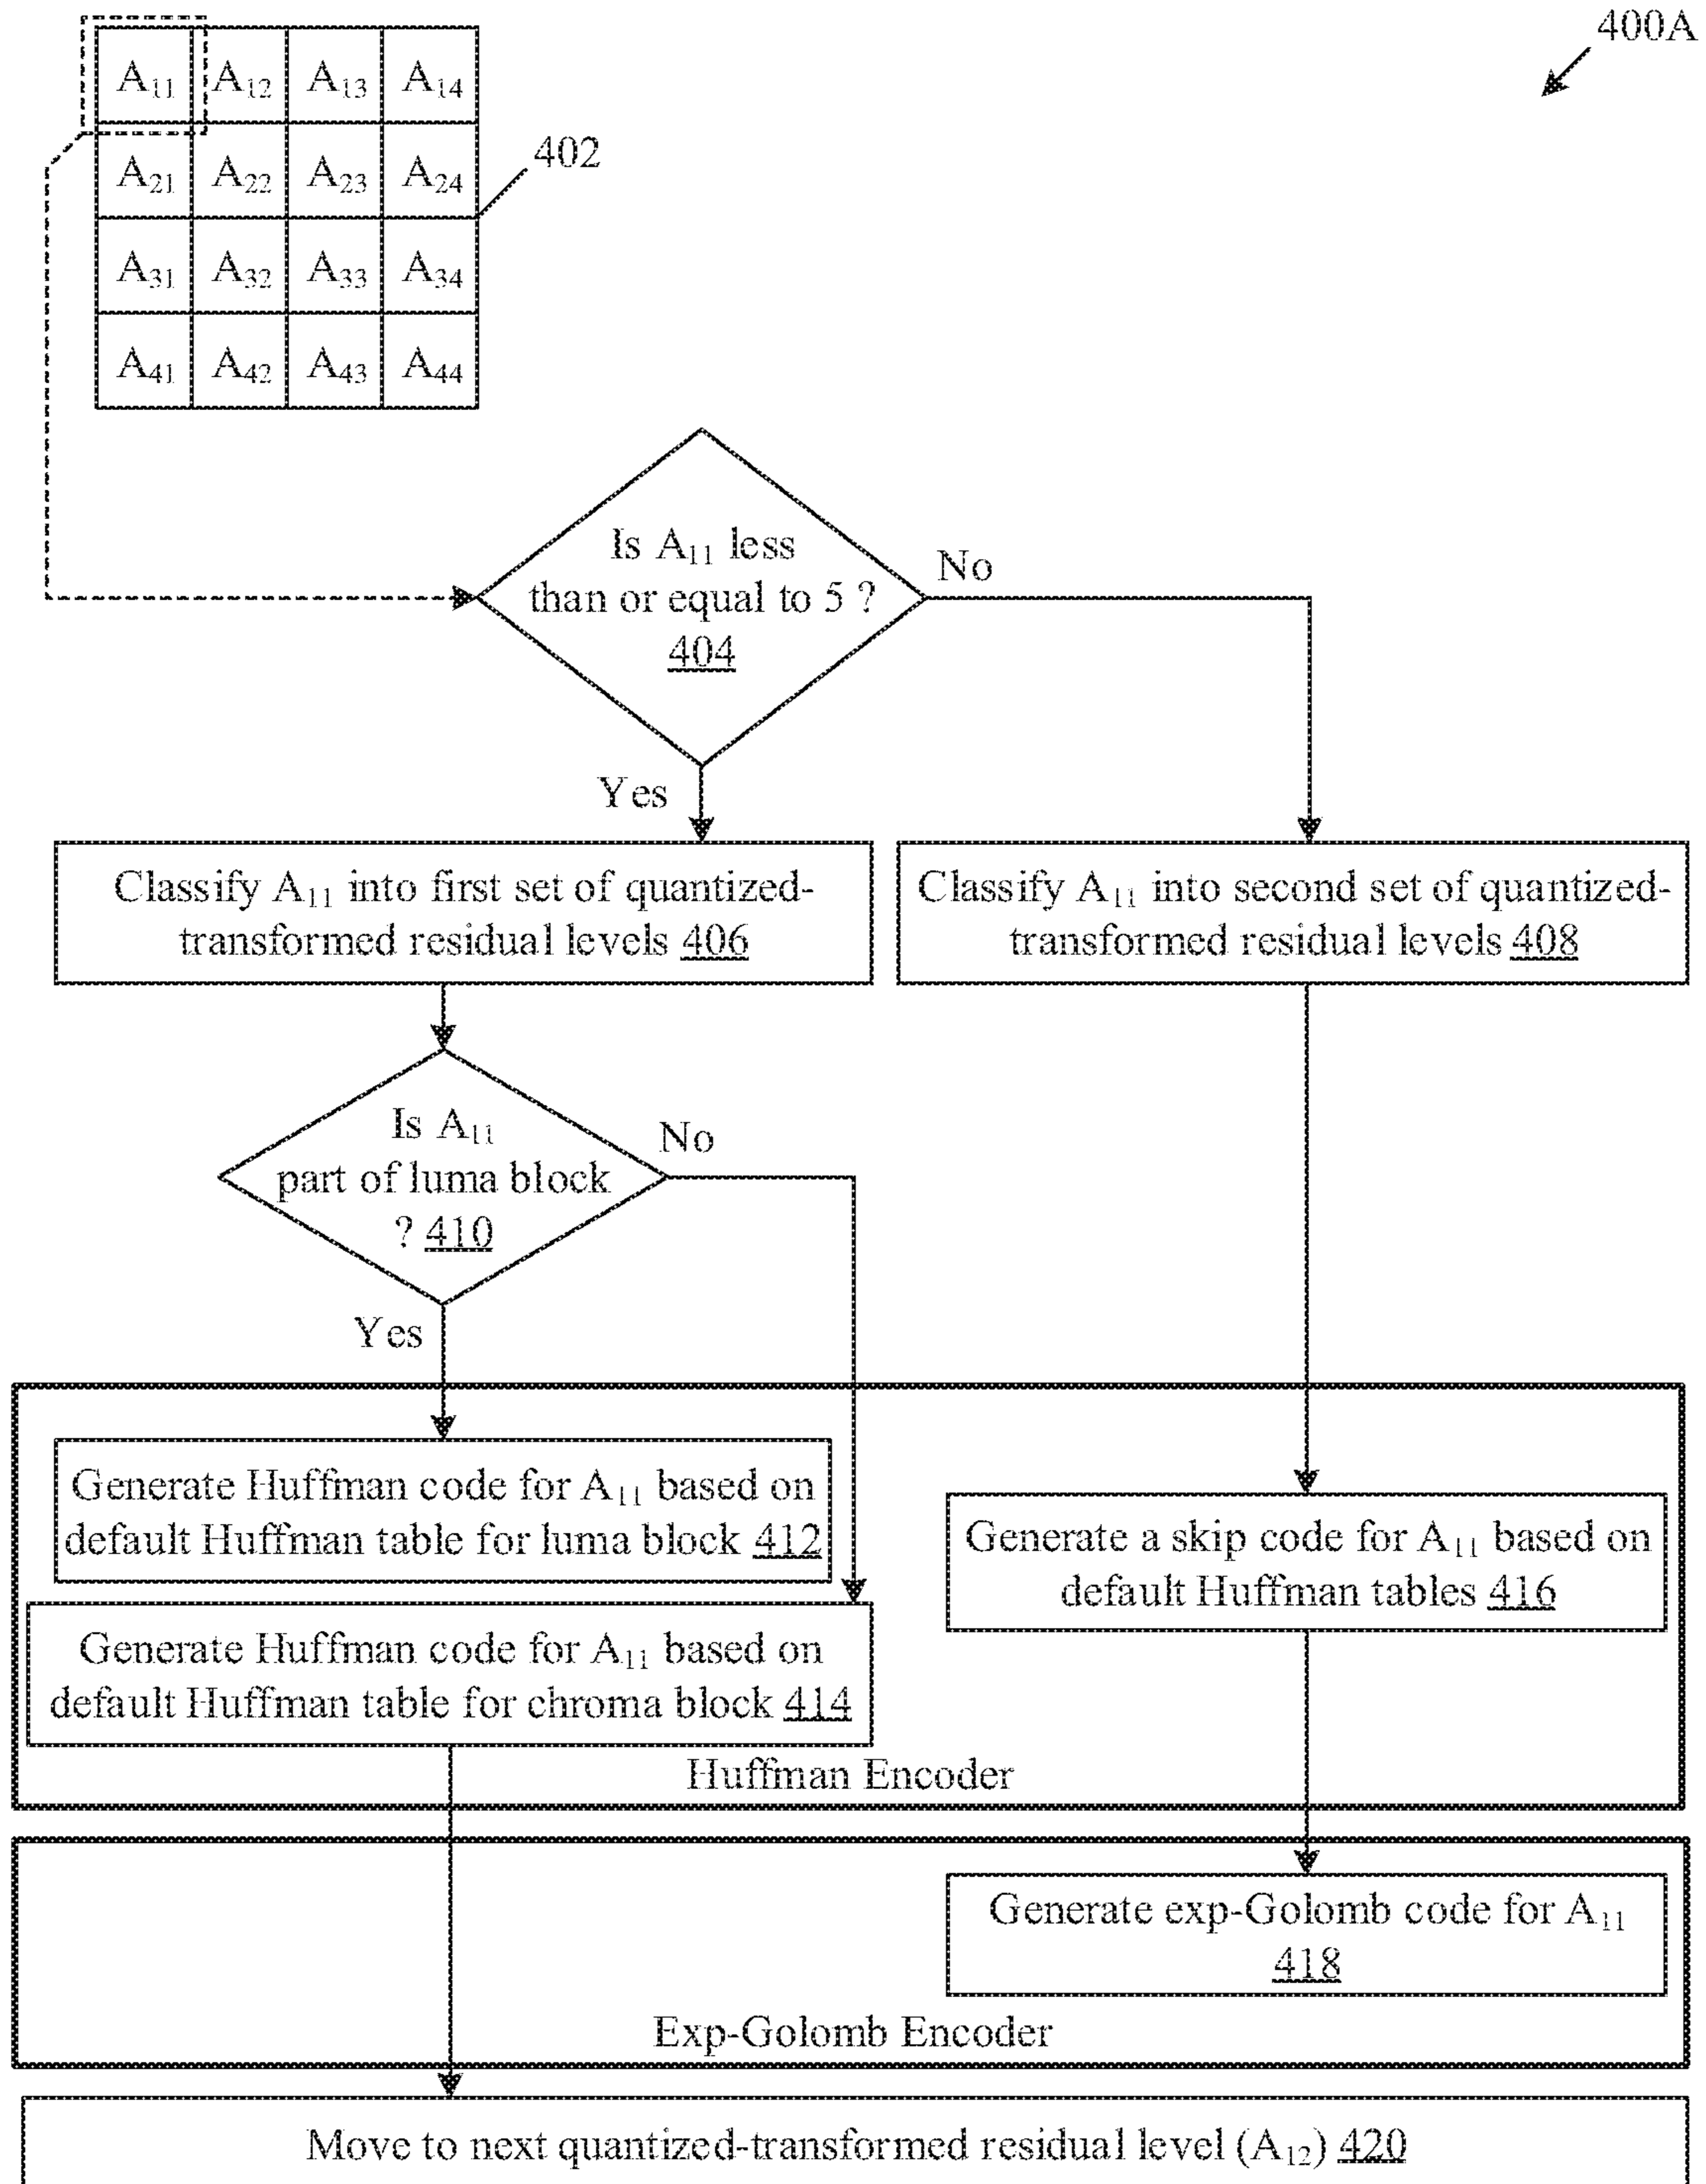 400A
A11 A12 A13 A14
A21 A22 A23 A24
402
A31 A32 A33 A34
A41 A42 A43 A44
Is A11 less
than or equal to 5 ?
404
No
Yes
Classify A11 into first set of quantized-
transformed residual levels 406
Classify A11 into second set of quantized-
transformed residual levels 408
Is A11
part of luma block
? 410
No
Yes
Generate Huffman code for A11 based on
default Huffman table for luma block 412
Generate a skip code for A11 based on
default Huffman tables 416
Generate Huffman code for A11 based on
default Huffman table for chroma block 414
Huffman Encoder
Generate exp-Golomb code for A11
418
Exp-Golomb Encoder
Move to next quantized-transformed residual level (A12) 420